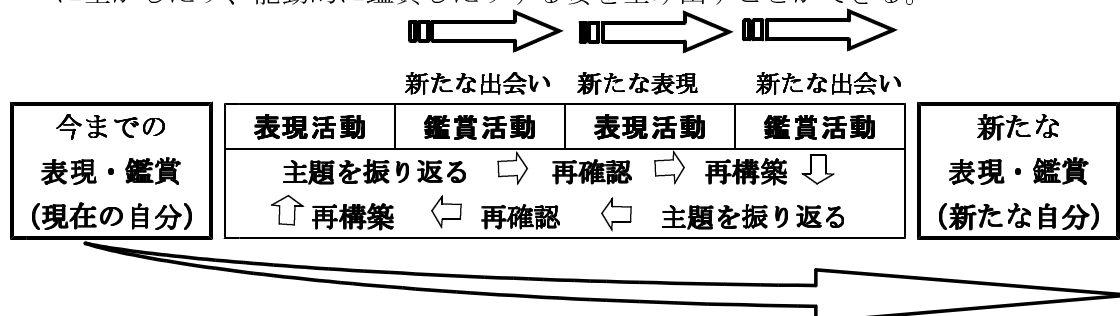 新たな出会い 新たな表現 新たな出会い
今までの
表現・鑑賞
(現在の自分)
表現活動 鑑賞活動 表現活動 鑑賞活動
主題を振り返る 再確認 再構築
再構築 再確認 主題を振り返る
新たな
表現・鑑賞
(新たな自分)